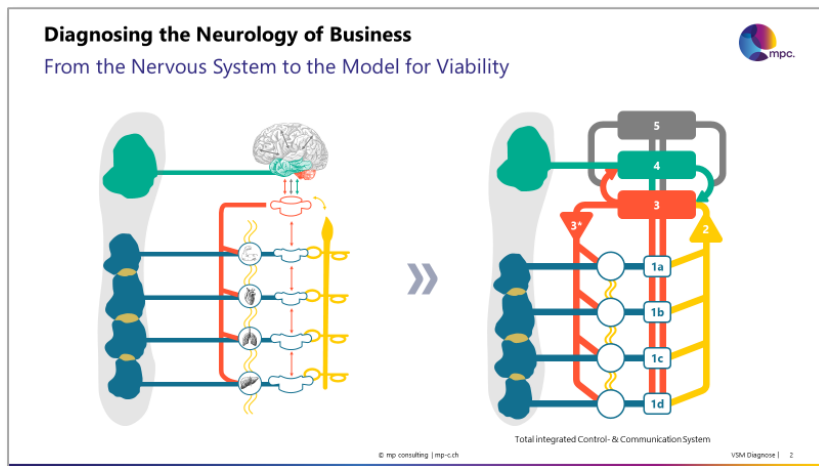 Diagnosing the Neurology of Business
From the Nervous System to the Model for Viability
mpc.
5
4
3
3*
2
1a
1b
1c
1d
Total integrated Control- & Communication System
© mp consulting | mp-c.ch
VSM Diagnose | 2